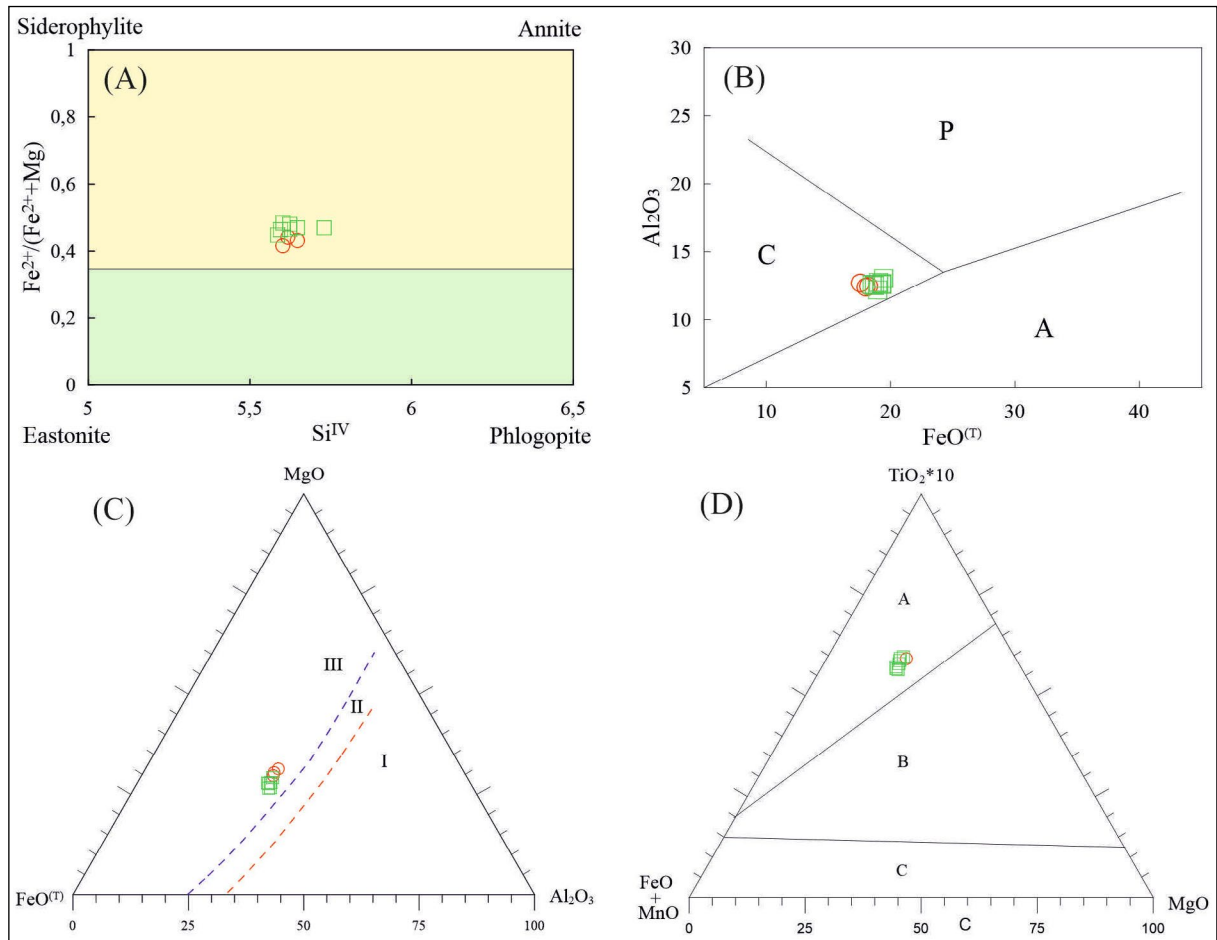 Siderophylite Annite
(A)
1
0,8
0,6
0,4
0,2
0
Fe²⁺/(Fe²⁺+Mg)
5 5,5 6 6,5
Eastonite Si^IV Phlogopite
(B)
30
25
20
15
10
5
Al₂O₃
P
C
A
10 20 30 40
FeO⁽ᵀ⁾
(C)
MgO
III
II
I
FeO⁽ᵀ⁾ Al₂O₃
0 25 50 75 100
(D)
TiO₂*10
A
B
C
FeO
+
MnO
MgO
0 25 50 C 75 100